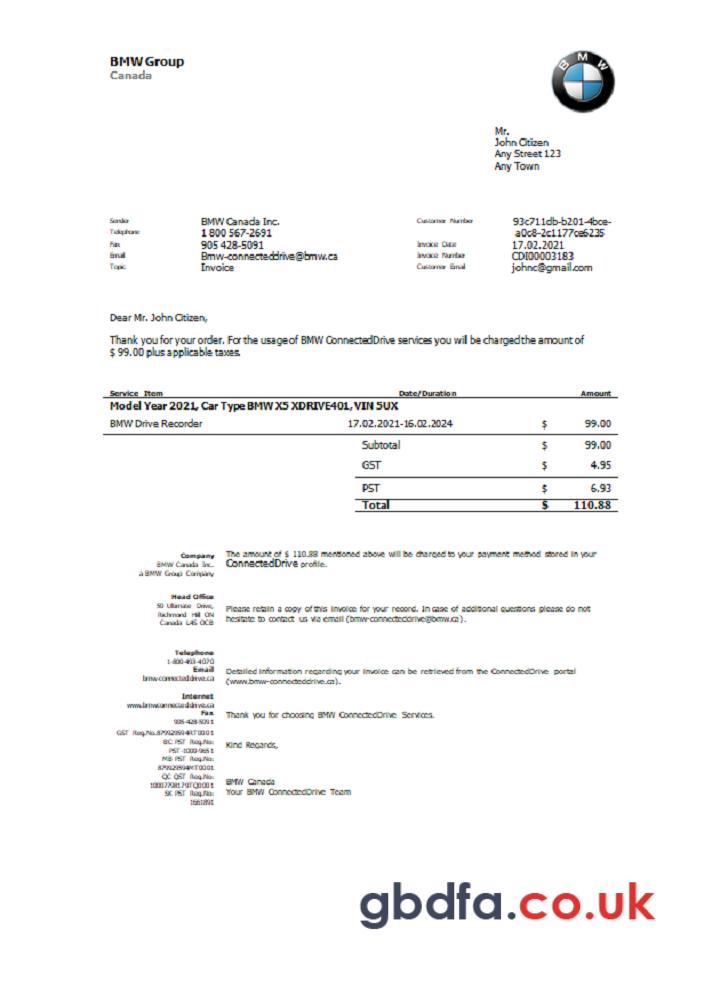 BMW Group
Canada
BMW
Mr.
John Citizen
Any Street 123
Any Town
Sender BMW Canada Inc. Customer Number 93c711db-b201-4bce-
Telephone 1 800 567-2691 a0c8-2c1177ce6235
Fax 905 428-5091 Invoice Date 17.02.2021
Email Bmw-connecteddrive@bmw.ca Invoice Number CDI00003183
Topic Invoice Customer Email johnc@gmail.com
Dear Mr. John Citizen,
Thank you for your order. For the usage of BMW ConnectedDrive services you will be charged the amount of
$ 99.00 plus applicable taxes.
Service Item Date/Duration Amount
Model Year 2021, Car Type BMW X5 XDRIVE401, VIN 5UX
BMW Drive Recorder 17.02.2021-16.02.2024 $ 99.00
Subtotal $ 99.00
GST $ 4.95
PST $ 6.93
Total $ 110.88
Company
BMW Canada Inc.
a BMW Group Company
The amount of $ 110.88 mentioned above will be charged to your payment method stored in your
ConnectedDrive profile.
Head Office
50 Ultimate Drive,
Richmond Hill ON
Canada L4S 0C8
Please retain a copy of this invoice for your record. In case of additional questions please do not
hesitate to contact us via email (bmw-connecteddrive@bmw.ca).
Telephone
1-800-493-4070
Email
bmw-connecteddrive.ca
Detailed information regarding your invoice can be retrieved from the ConnectedDrive portal
(www.bmw-connecteddrive.ca).
Internet
www.bmwconnecteddrive.ca
Fax
905-428-5091
Thank you for choosing BMW ConnectedDrive Services.
GST Reg.No.879929594RT0001
BC PST Reg.No:
PST -1009-9651
MB PST Reg.No:
879929594MT0001
QC QST Reg.No:
SK PST Reg.No:
1661891
Kind Regards,
BMW Canada
Your BMW ConnectedDrive Team
gbdfa.co.uk